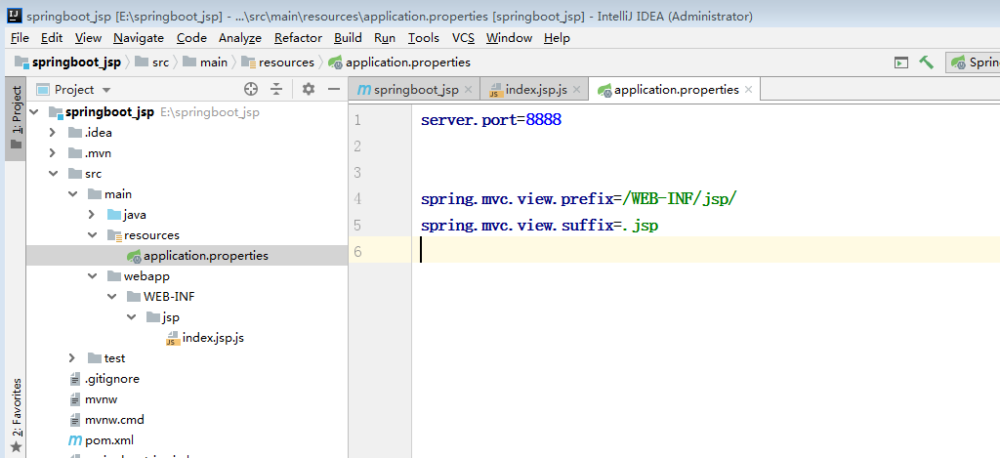 springboot_jsp [E:\springboot_jsp] - ...\src\main\resources\application.properties [springboot_jsp] - IntelliJ IDEA (Administrator)
File Edit View Navigate Code Analyze Refactor Build Run Tools VCS Window Help
springboot_jsp src main resources application.properties Sprin
1: Project
Project
springboot_jsp index.jsp.js application.properties
springboot_jsp E:\springboot_jsp
.idea
.mvn
src
main
java
resources
application.properties
webapp
WEB-INF
jsp
JS index.jsp.js
test
.gitignore
mvnw
mvnw.cmd
pom.xml
2: Favorites
1 server.port=8888
2
3
4 spring.mvc.view.prefix=/WEB-INF/jsp/
5 spring.mvc.view.suffix=.jsp
6